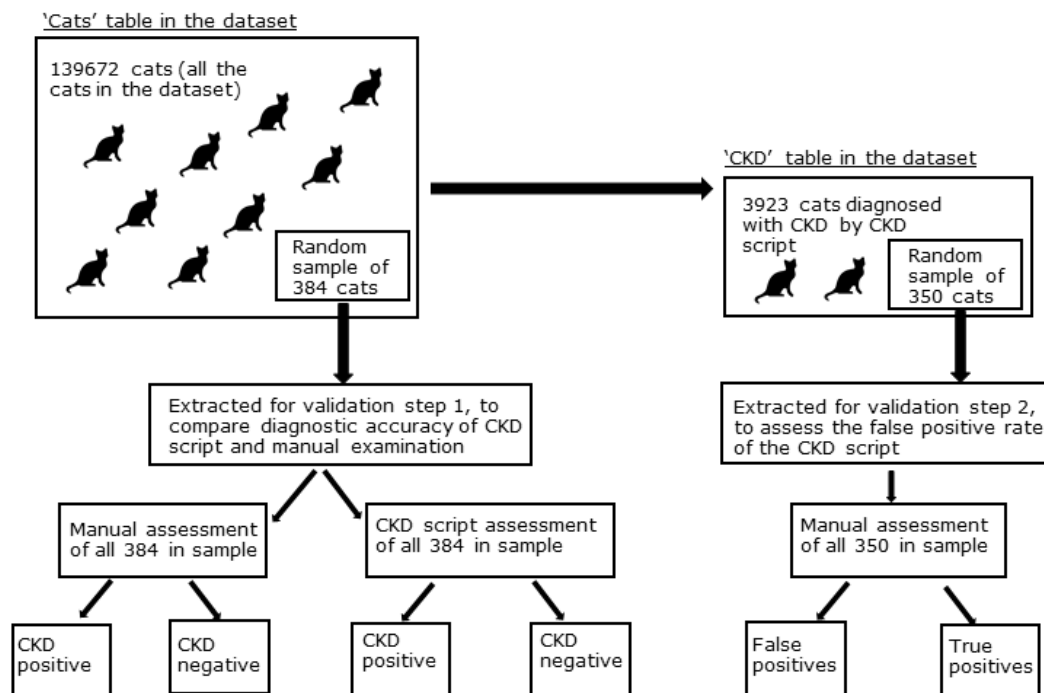 ‘Cats’ table in the dataset
139672 cats (all the
cats in the dataset)
Random
sample of
384 cats
‘CKD’ table in the dataset
3923 cats diagnosed
with CKD by CKD
script
Random
sample of
350 cats
Extracted for validation step 1, to
compare diagnostic accuracy of CKD
script and manual examination
Extracted for validation step 2,
to assess the false positive rate
of the CKD script
Manual assessment
of all 384 in sample
CKD script assessment
of all 384 in sample
Manual assessment
of all 350 in sample
CKD
positive
CKD
negative
CKD
positive
CKD
negative
False
positives
True
positives